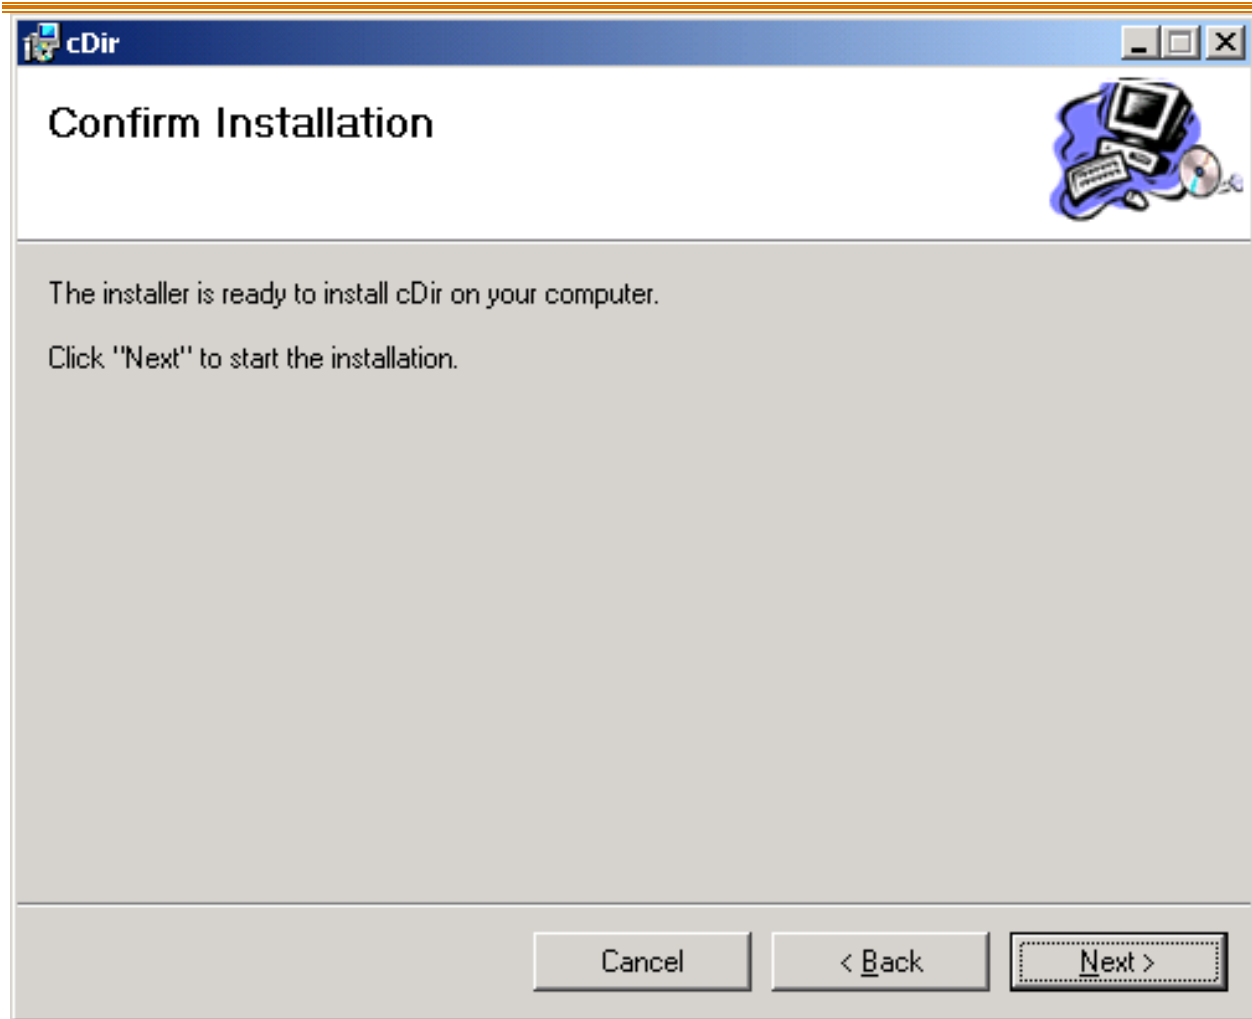 cDir
Confirm Installation
The installer is ready to install cDir on your computer.
Click "Next" to start the installation.
Cancel
< Back
Next >